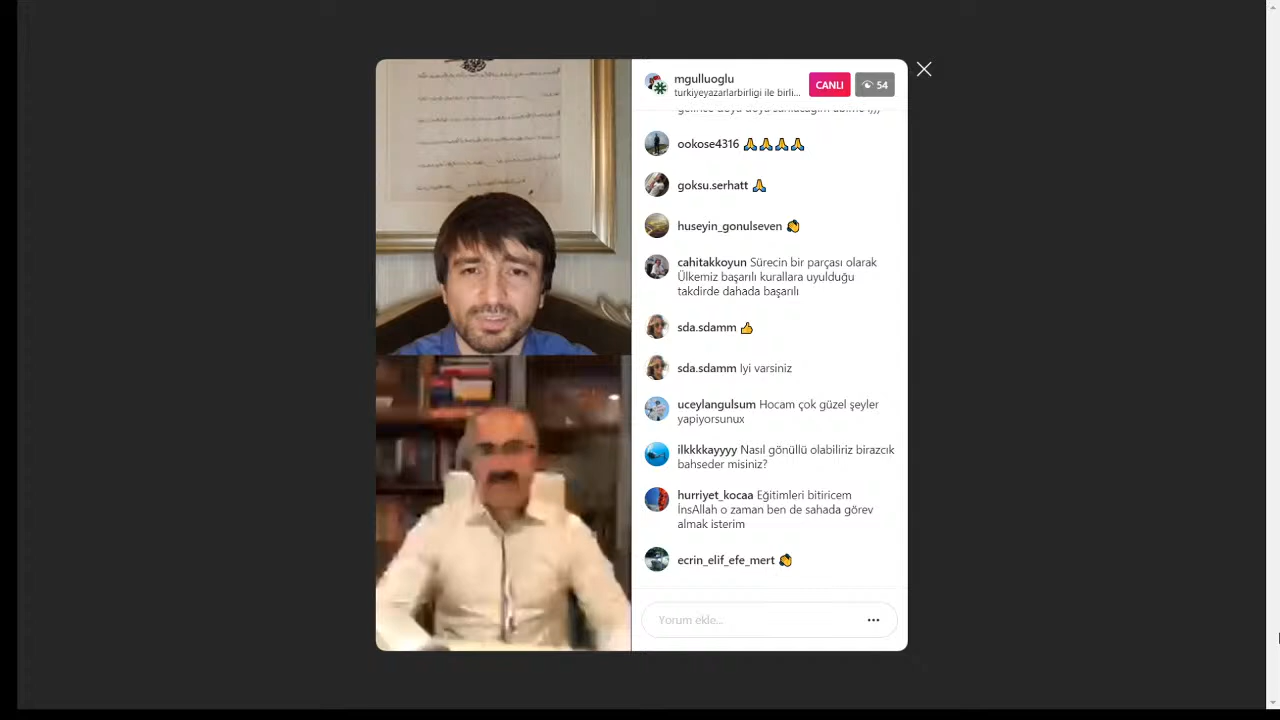 mgulluoglu
turkiyeyazarlarbirligi ile birli...
CANLI
54
ookose4316 🙏🙏🙏🙏
goksu.serhatt 🙏
huseyin_gonulseven 👏
cahitakkoyun Sürecin bir parçası olarak
Ülkemiz başarılı kurallara uyulduğu
takdirde dahada başarılı
sda.sdamm 👍
sda.sdamm Iyi varsiniz
uceylangulsum Hocam çok güzel şeyler
yapiyorsunux
ilkkkkayyyy Nasıl gönüllü olabiliriz birazcık
bahseder misiniz?
hurriyet_kocaa Eğitimleri bitiricem
İnsAllah o zaman ben de sahada görev
almak isterim
ecrin_elif_efe_mert 👏
Yorum ekle...